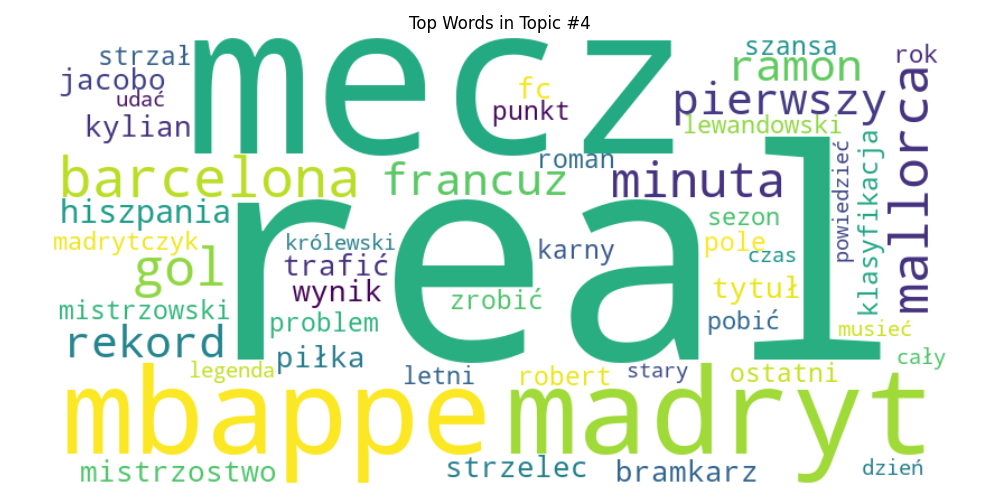 Top Words in Topic #4
strzał
mecz
szansa
rok
jacobo
fc
ramon
udać
punkt
pierwszy
kylian
lewandowski
mallorca
roman
barcelona
francuz
minuta
klasyfikacja
powiedzieć
hiszpania
real
sezon
madrytczyk
królewski
karny
pole
czas
gol
trafić
wynik
zrobić
tytuł
mistrzowski
problem
pobić
musieć
rekord
piłka
cały
legenda
letni
robert
stary
ostatni
mbappe
madryt
mistrzostwo
strzelec
bramkarz
dzień